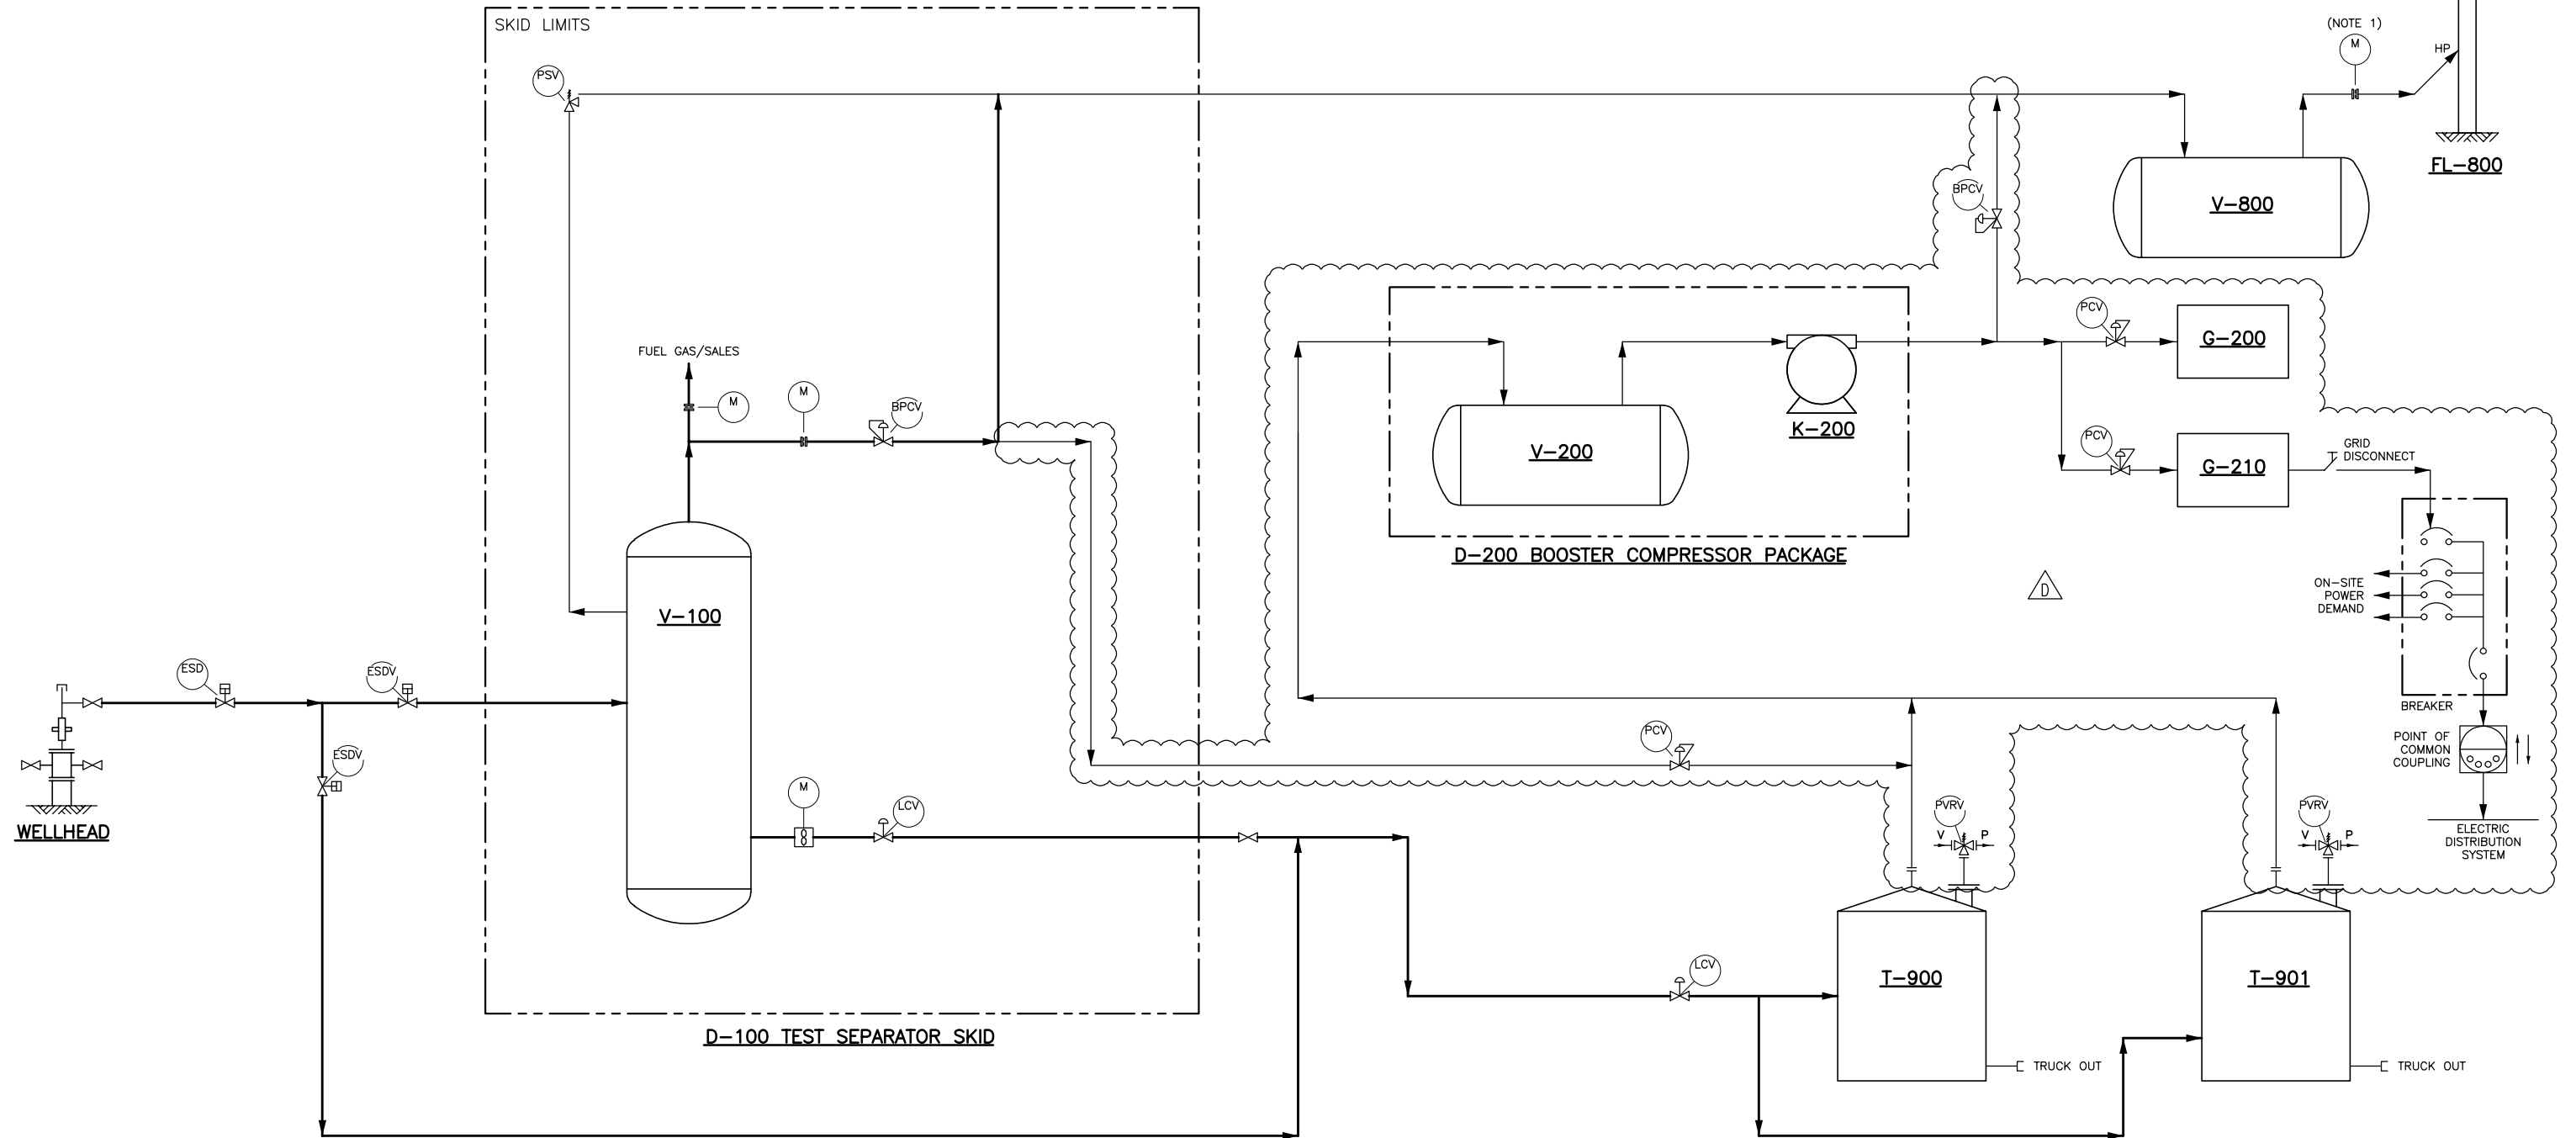 SKID LIMITS
(NOTE 1)
M
HP
PSV
FL-800
BPCV
V-800
PCV
G-200
FUEL GAS/SALES
M
M
BPCV
K-200
V-200
PCV
G-210
GRID
DISCONNECT
D-200 BOOSTER COMPRESSOR PACKAGE
D
ON-SITE
POWER
DEMAND
V-100
ESD
ESDV
BREAKER
PCV
POINT OF
COMMON
COUPLING
ESDV
M
LCV
WELLHEAD
PVRV
V
P
PVRV
V
P
ELECTRIC
DISTRIBUTION
SYSTEM
LCV
T-900
T-901
D-100 TEST SEPARATOR SKID
TRUCK OUT
TRUCK OUT